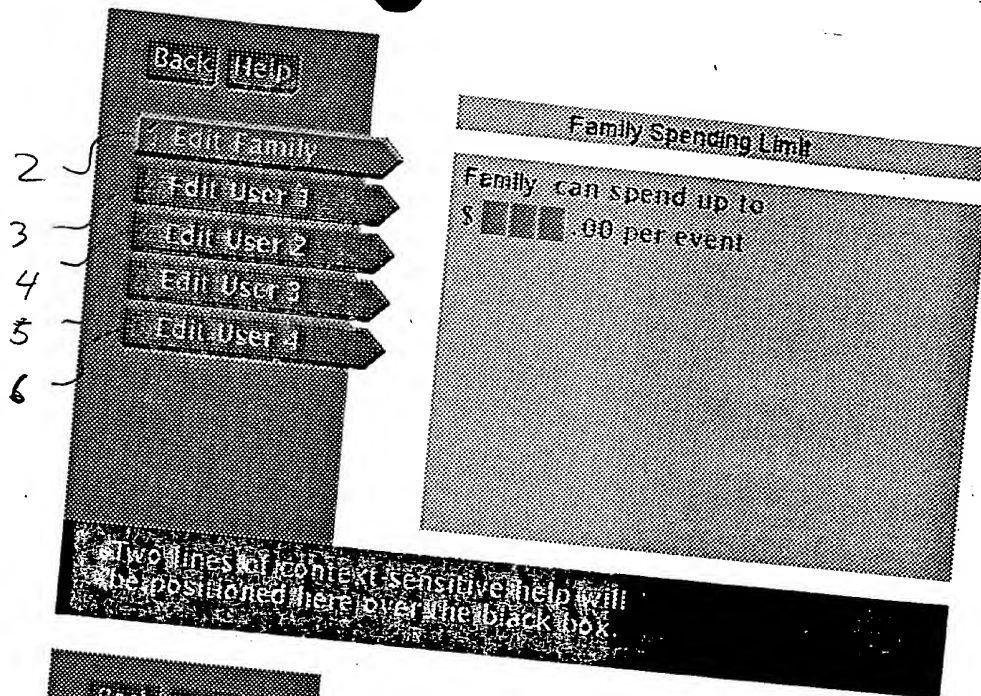 Back Help
2 Edit Family
3 Edit User 1
4 Edit User 2
5 Edit User 3
6 Edit User 4
Family Spending Limit
Family can spend up to
$ .00 per event
Two lines of context sensitive help will
be positioned here over the black box.